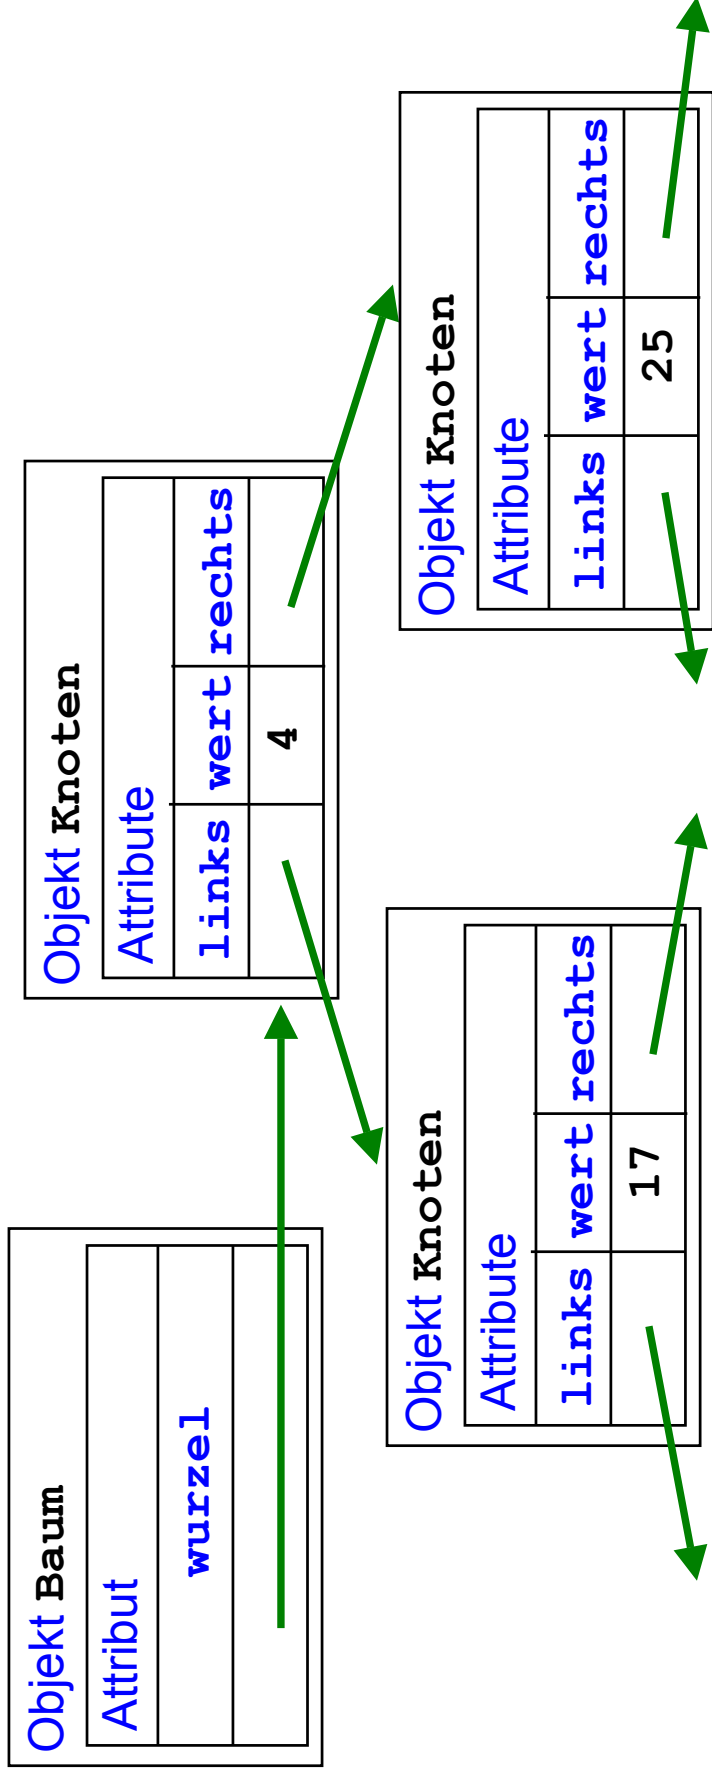 Objekt Baum
Attribut
wurzel
Objekt Knoten
Attribute
links wert rechts
4
Objekt Knoten
Attribute
links wert rechts
17
Objekt Knoten
Attribute
links wert rechts
25